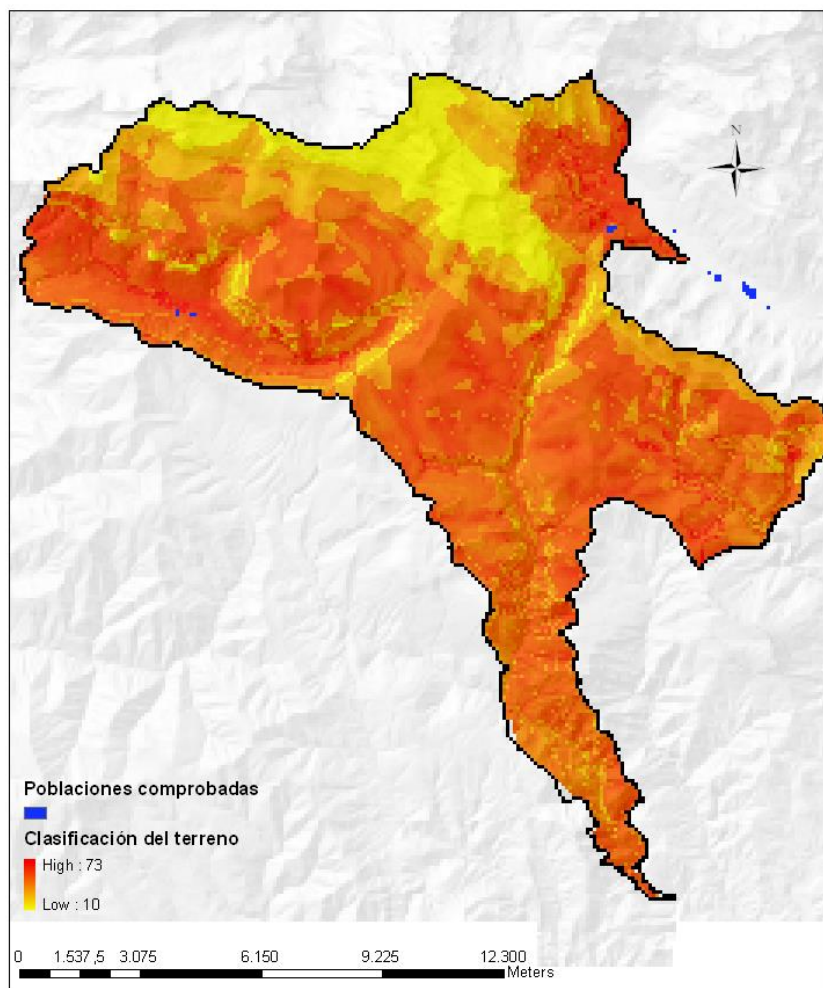 N
Poblaciones comprobadas
Clasificación del terreno
High : 73
Low : 10
0 1.537,5 3.075 6.150 9.225 12.300
Meters